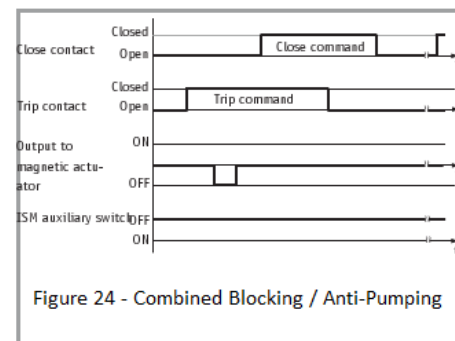 Close contact
Closed
Open
Close command
Trip contact
Closed
Open
Trip command
Output to
magnetic actu-
ator
ON
OFF
ISM auxiliary switch
OFF
ON
Figure 24 - Combined Blocking / Anti-Pumping